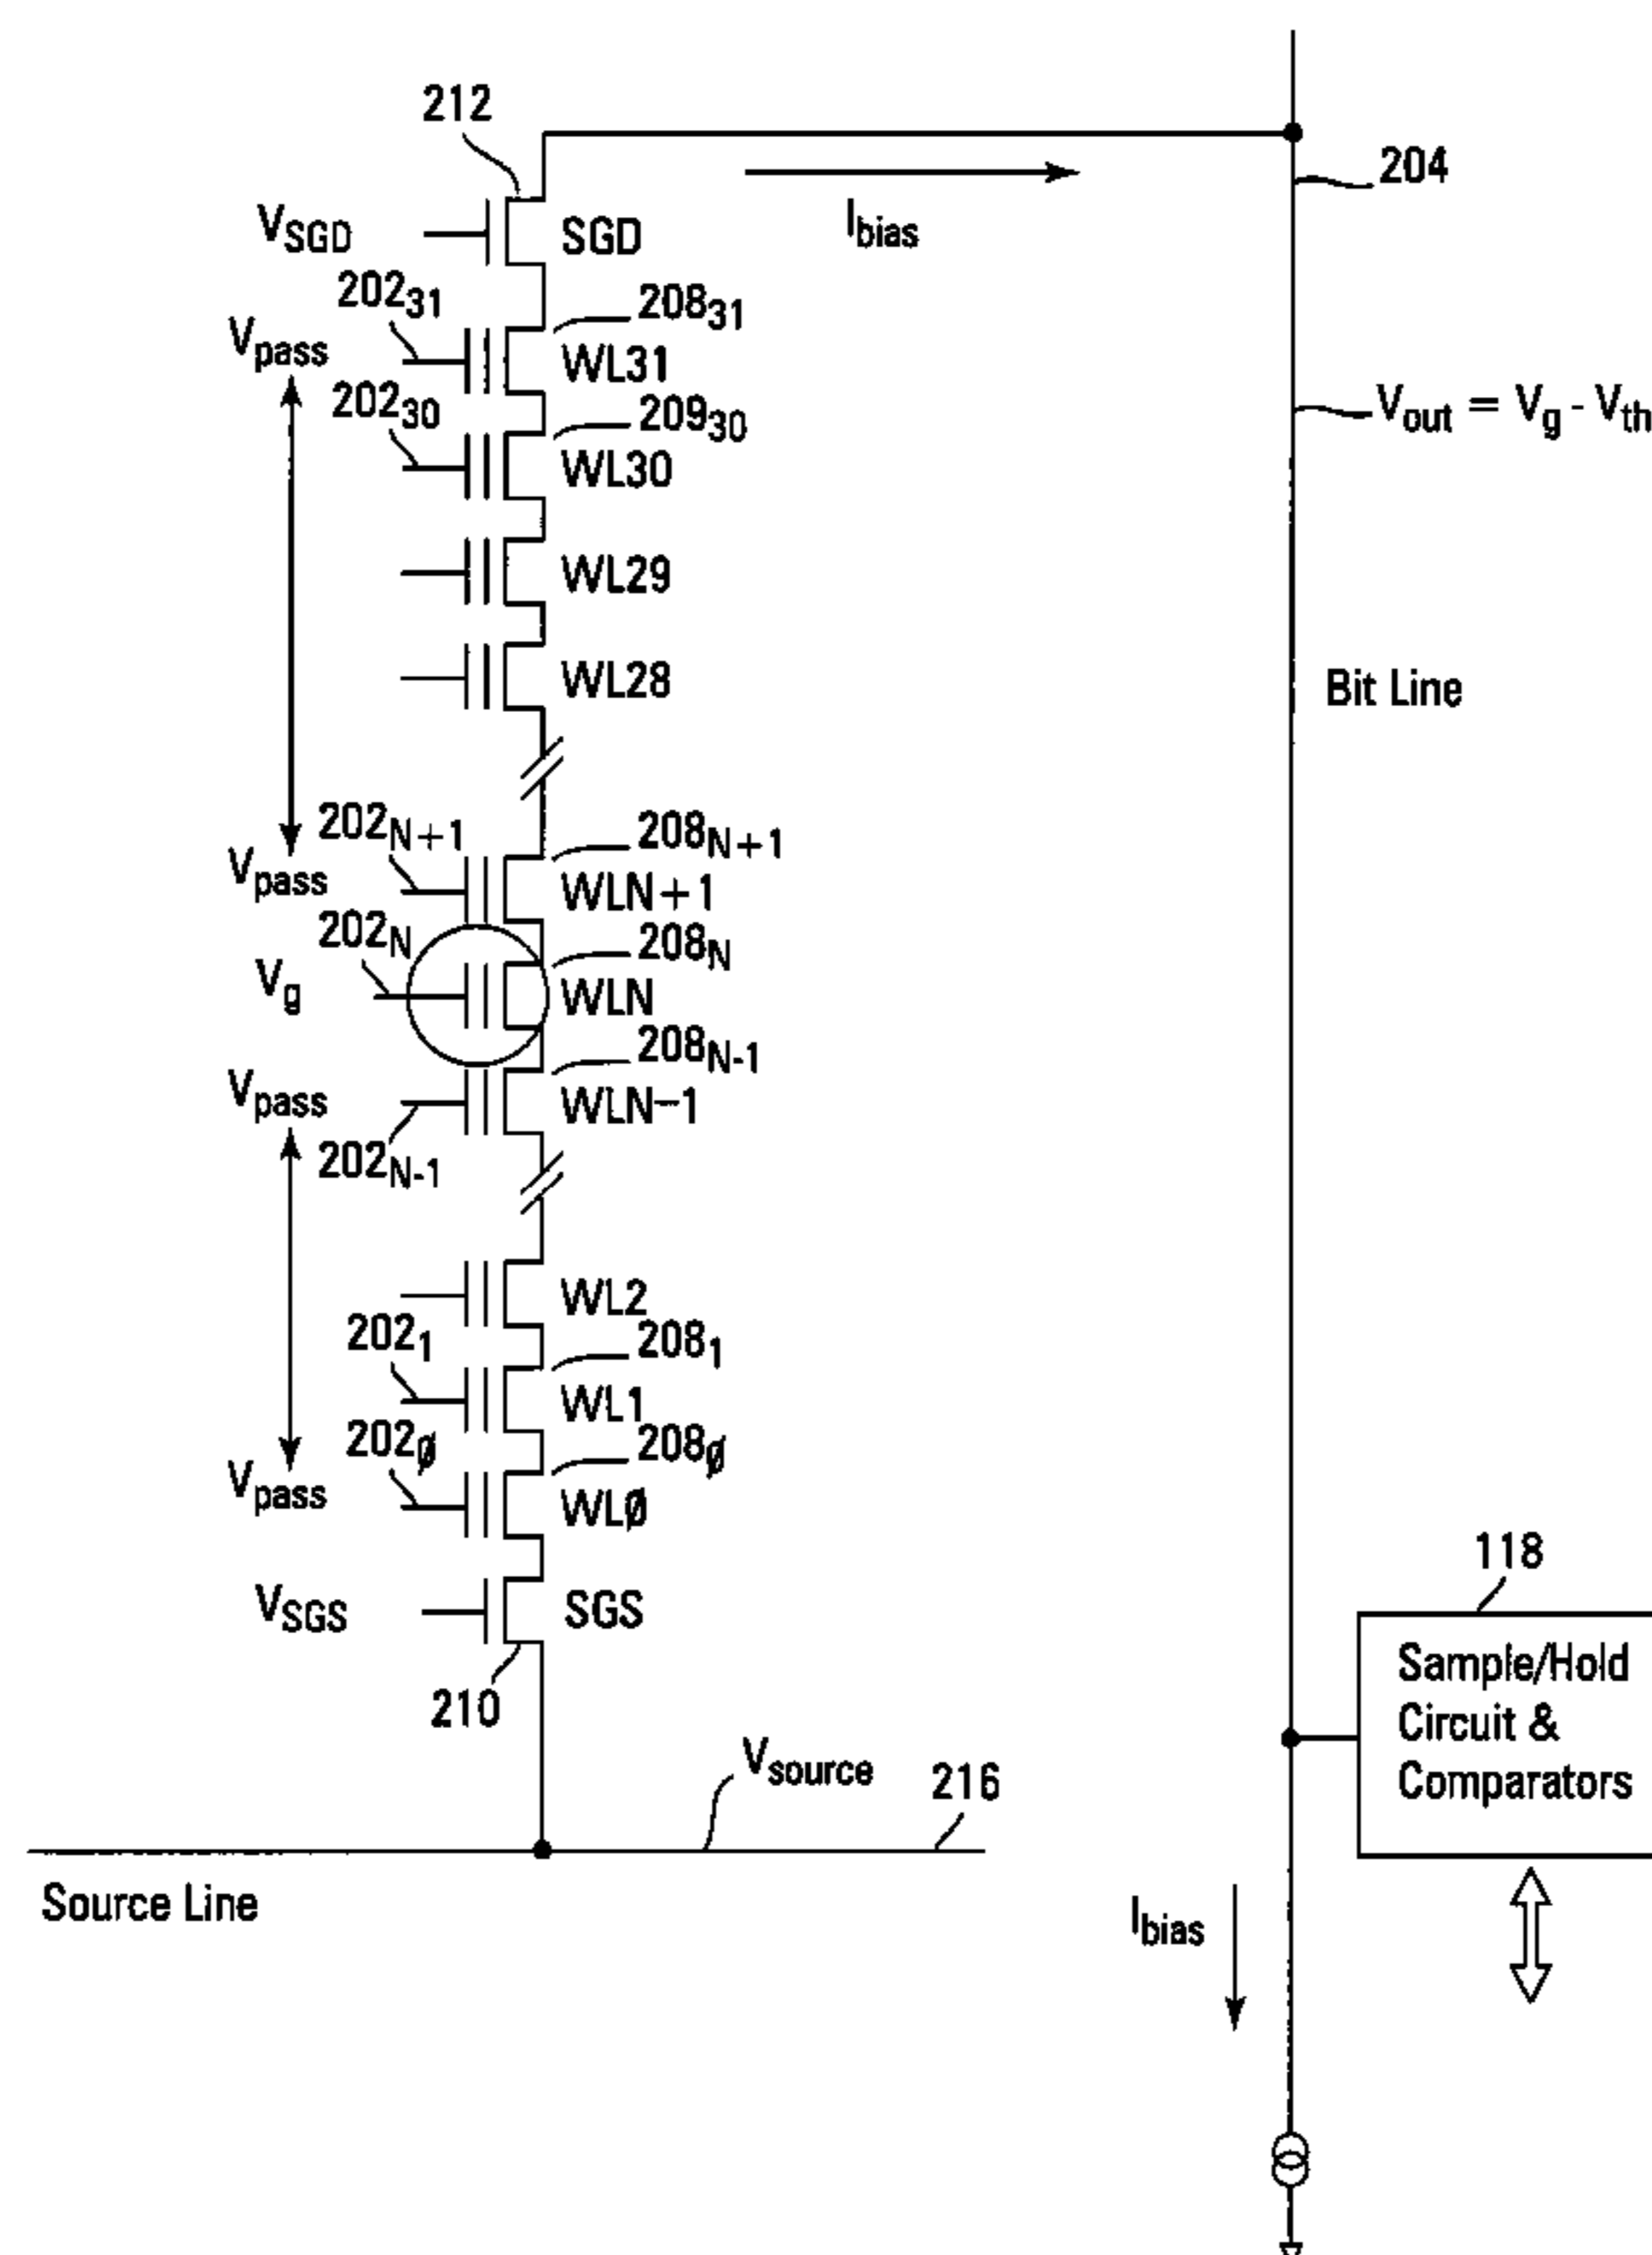 212
204
V_SGD
SGD
I_bias
202_31
208_31
V_pass
WL31
202_30
209_30
V_out = V_g - V_th
WL30
WL29
WL28
Bit Line
202_N+1
208_N+1
V_pass
WLN+1
202_N
208_N
V_g
WLN
208_N-1
V_pass
WLN-1
202_N-1
WL2
202_1
208_1
WL1
202_Ø
208_Ø
V_pass
WLØ
118
V_SGS
SGS
Sample/Hold
Circuit &
Comparators
210
V_source
216
Source Line
I_bias